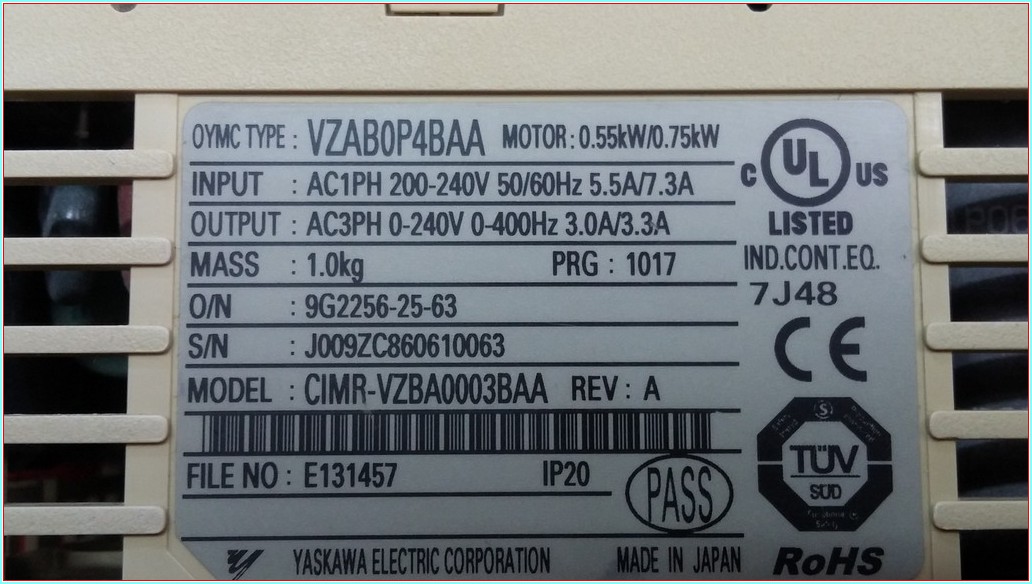 OYMC TYPE : VZAB0P4BAA MOTOR : 0.55kW/0.75kW
INPUT : AC1PH 200-240V 50/60Hz 5.5A/7.3A
OUTPUT : AC3PH 0-240V 0-400Hz 3.0A/3.3A
MASS : 1.0kg PRG : 1017
O/N : 9G2256-25-63
S/N : J009ZC860610063
MODEL : CIMR-VZBA0003BAA REV : A
FILE NO : E131457 IP20
PASS
YASKAWA ELECTRIC CORPORATION MADE IN JAPAN
C UL US
LISTED
IND.CONT.EQ.
7J48
CE
TÜV
SÜD
RoHS